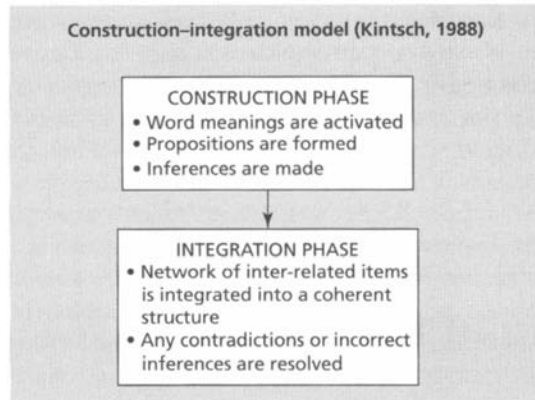 Construction–integration model (Kintsch, 1988)
CONSTRUCTION PHASE
• Word meanings are activated
• Propositions are formed
• Inferences are made
INTEGRATION PHASE
• Network of inter-related items
is integrated into a coherent
structure
• Any contradictions or incorrect
inferences are resolved